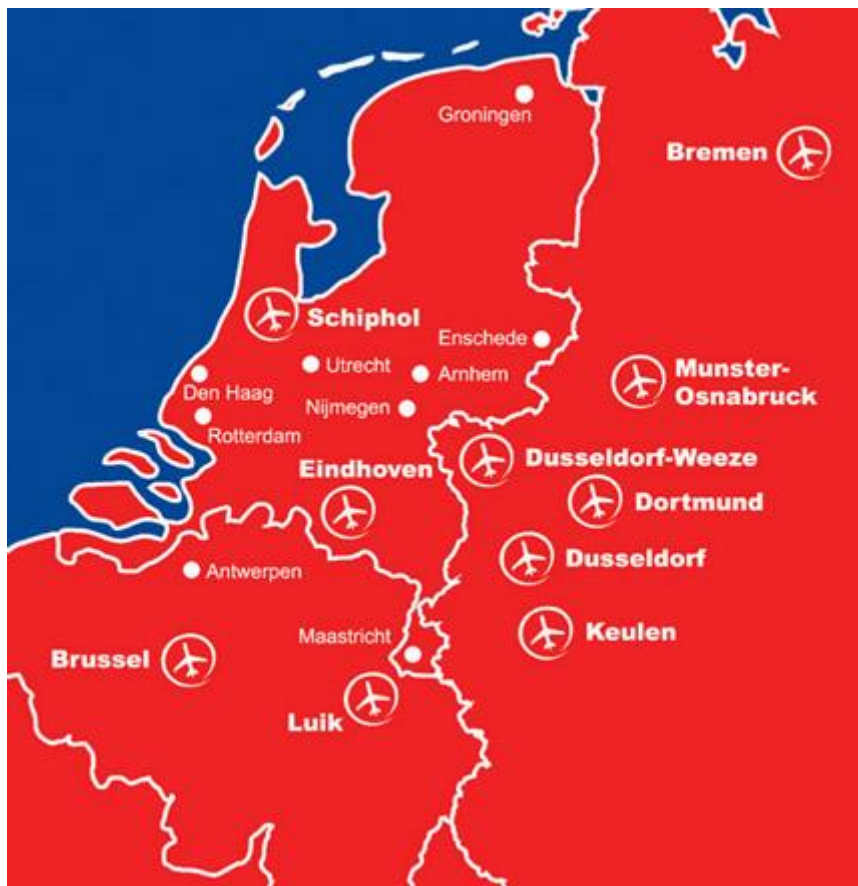 Groningen
Bremen
Schiphol
Enschede
Utrecht
Arnhem
Munster-
Osnabruck
Den Haag
Nijmegen
Rotterdam
Eindhoven
Dusseldorf-Weeze
Dortmund
Dusseldorf
Antwerpen
Maastricht
Keulen
Brussel
Luik